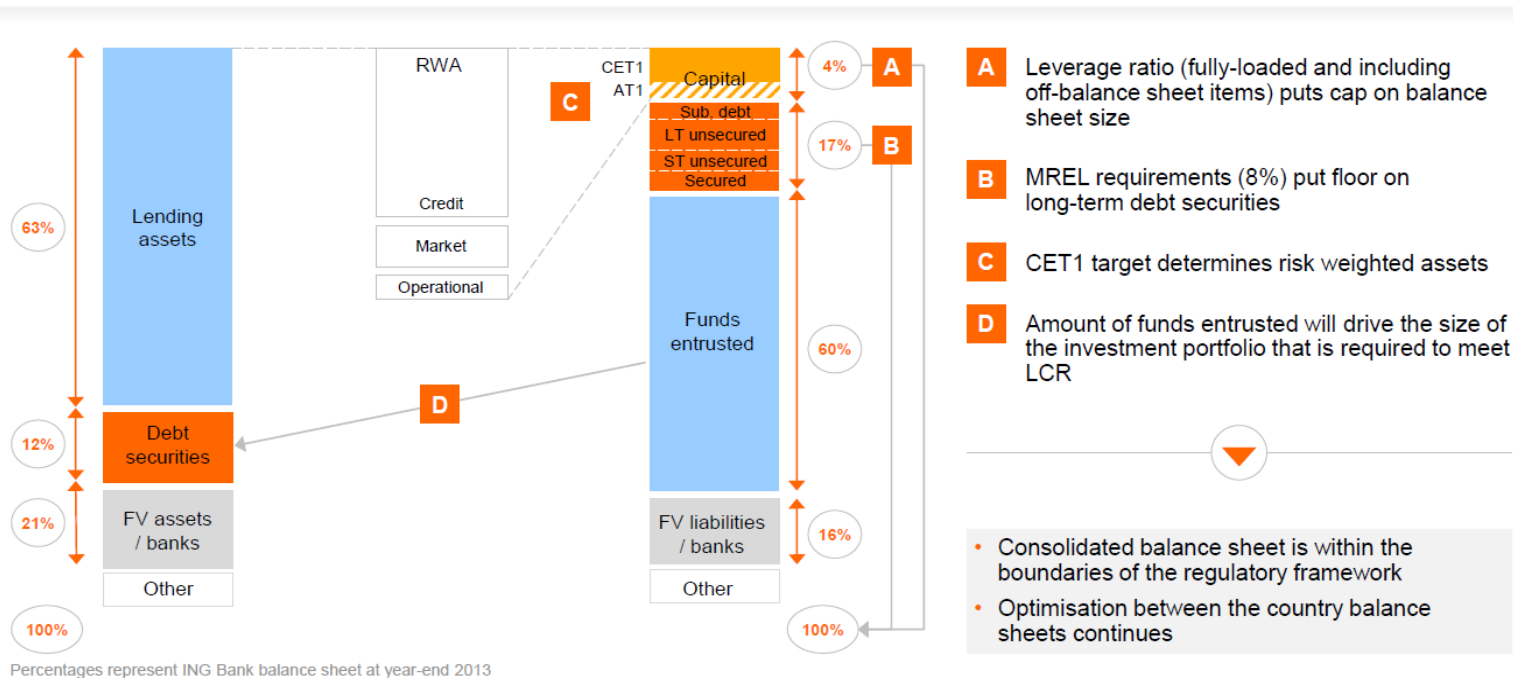 63%
12%
21%
100%
Lending
assets
Debt
securities
FV assets
/ banks
Other
RWA
Credit
Market
Operational
C
D
CET1
AT1
Capital
Sub. debt
LT unsecured
ST unsecured
Secured
Funds
entrusted
FV liabilities
/ banks
Other
4%
A
17%
B
60%
16%
100%
A Leverage ratio (fully-loaded and including
off-balance sheet items) puts cap on balance
sheet size
B MREL requirements (8%) put floor on
long-term debt securities
C CET1 target determines risk weighted assets
D Amount of funds entrusted will drive the size of
the investment portfolio that is required to meet
LCR
• Consolidated balance sheet is within the
boundaries of the regulatory framework
• Optimisation between the country balance
sheets continues
Percentages represent ING Bank balance sheet at year-end 2013